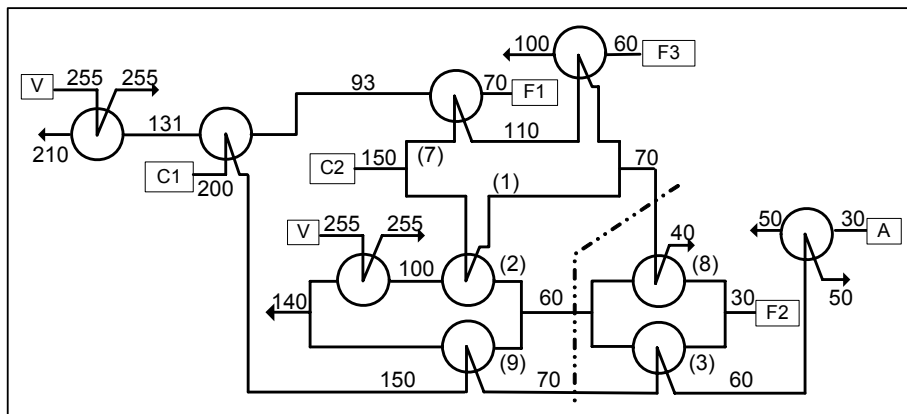 100 60 F3
V 255 255 93 70 F1
131 110
210 C2 150 (7) 70
C1 200 (1)
V 255 255 50 30 A
40
100 (2) (8) 50
140 60 30 F2
(9) (3)
150 70 60